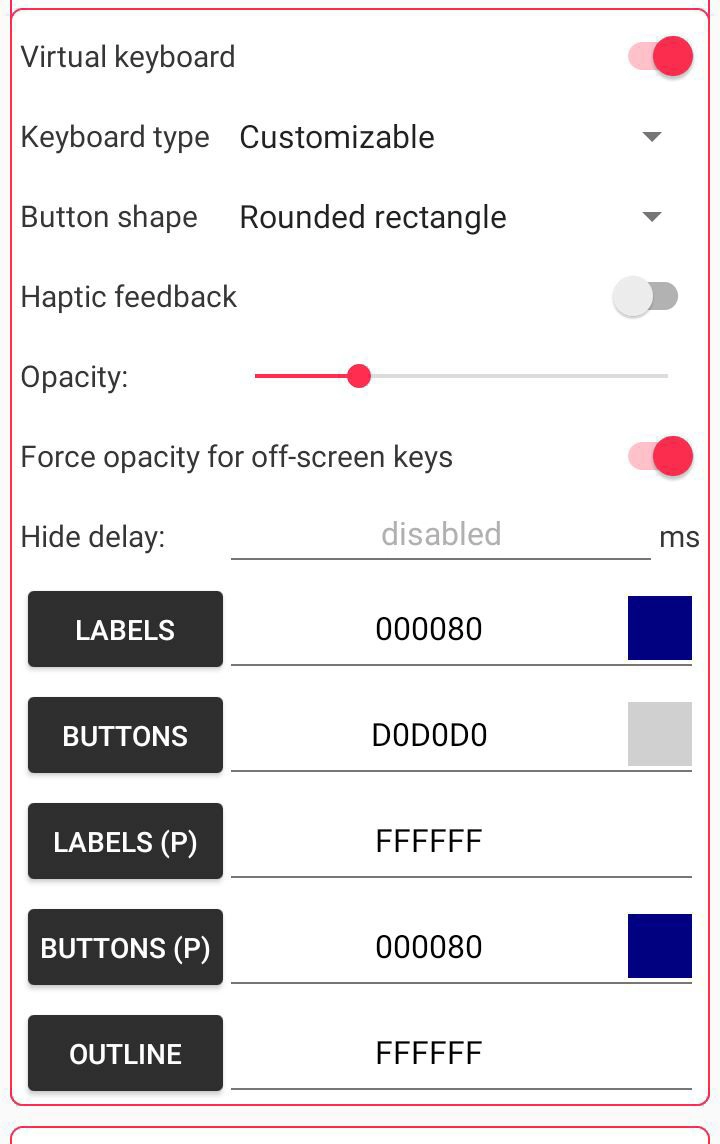 Virtual keyboard
Keyboard type Customizable
Button shape Rounded rectangle
Haptic feedback
Opacity:
Force opacity for off-screen keys
Hide delay: disabled ms
LABELS 000080
BUTTONS D0D0D0
LABELS (P) FFFFFF
BUTTONS (P) 000080
OUTLINE FFFFFF